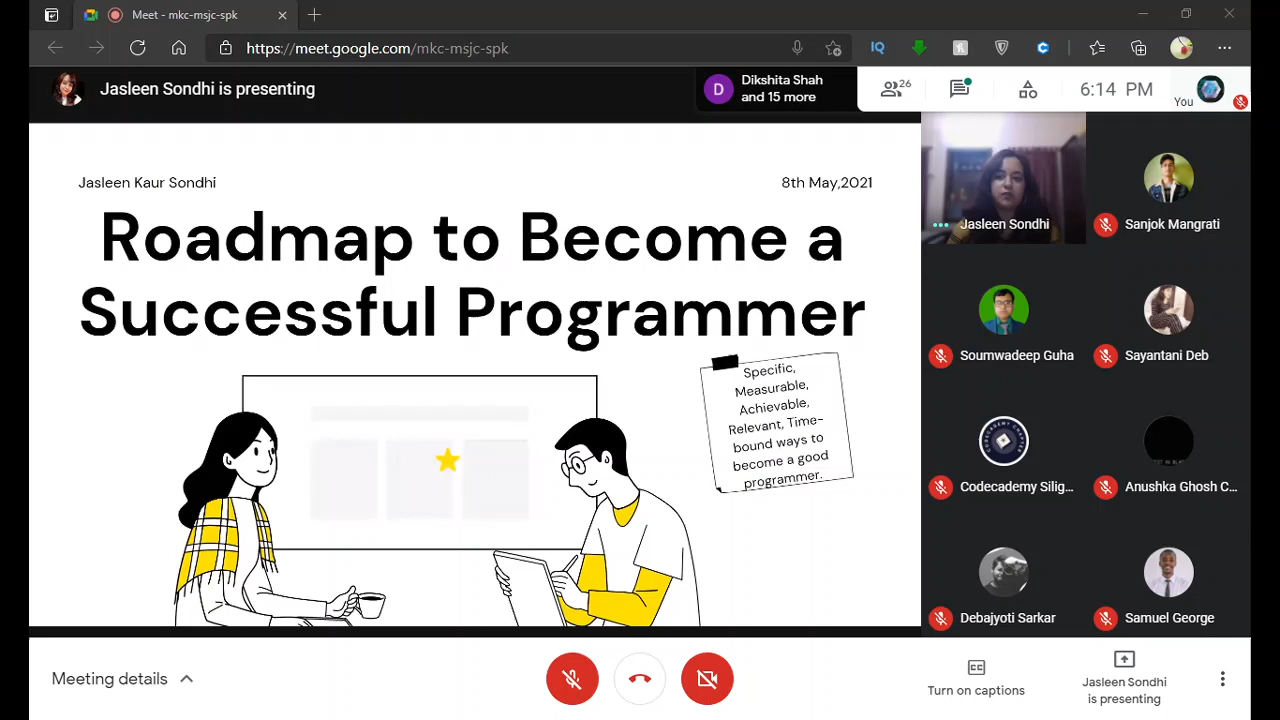 Meet - mkc-msjc-spk
https://meet.google.com/mkc-msjc-spk
IQ
Jasleen Sondhi is presenting
D
Dikshita Shah
and 15 more
26
6:14 PM
You
Jasleen Kaur Sondhi
8th May,2021
Roadmap to Become a
Successful Programmer
Specific,
Measurable,
Achievable,
Relevant, Time-
bound ways to
become a good
programmer.
Jasleen Sondhi
Sanjok Mangrati
Soumwadeep Guha
Sayantani Deb
Codecademy Silig...
Anushka Ghosh C...
Debajyoti Sarkar
Samuel George
Meeting details
Turn on captions
Jasleen Sondhi
is presenting